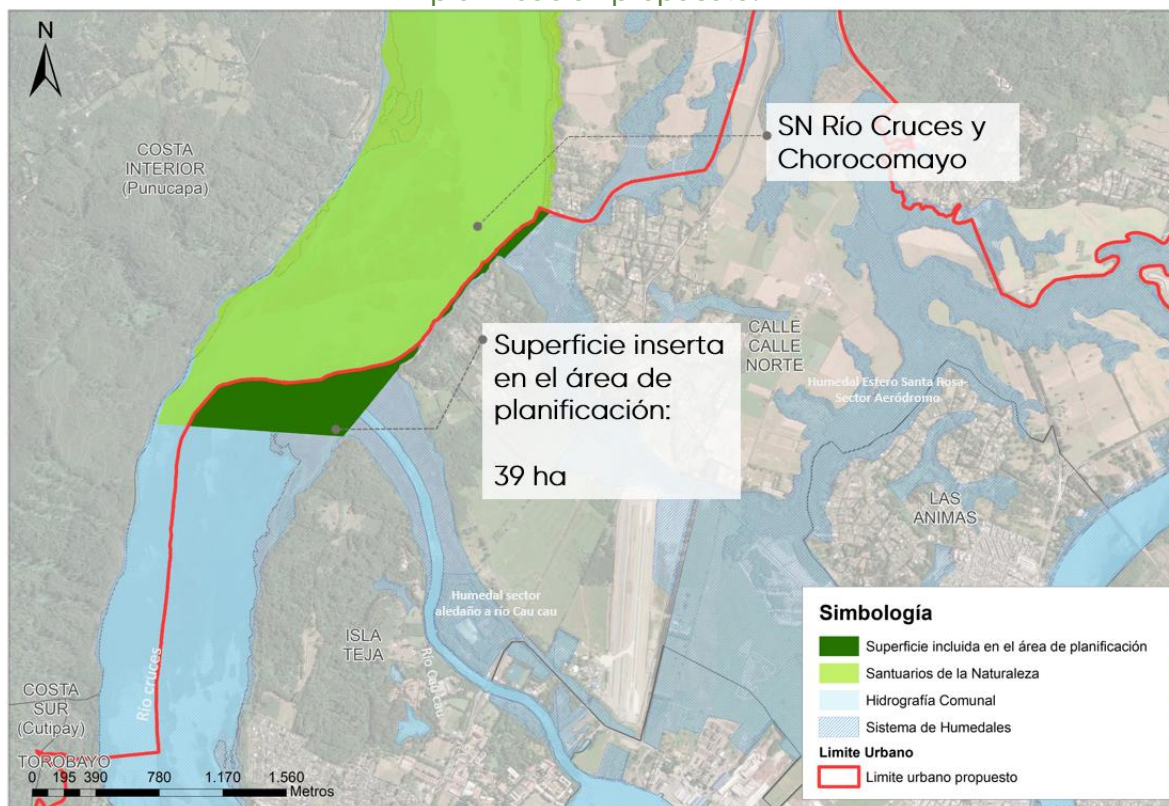 planificación propuesto.
N
COSTA
INTERIOR
(Punucapa)
SN Río Cruces y
Chorocomayo
Superficie inserta
en el área de
planificación:
39 ha
CALLE
CALLE
NORTE
Humedal Estero Santa Rosa-
Sector Aeródromo
LAS
ANIMAS
Humedal sector
aledaño a río Cau cau
ISLA
TEJA
Río Cau cau
Río cruces
COSTA
SUR
(Cutipay)
TOROBAYO
0 195 390 780 1.170 1.560
Metros
Simbología
Superficie incluida en el área de planificación
Santuarios de la Naturaleza
Hidrografía Comunal
Sistema de Humedales
Limite Urbano
Limite urbano propuesto